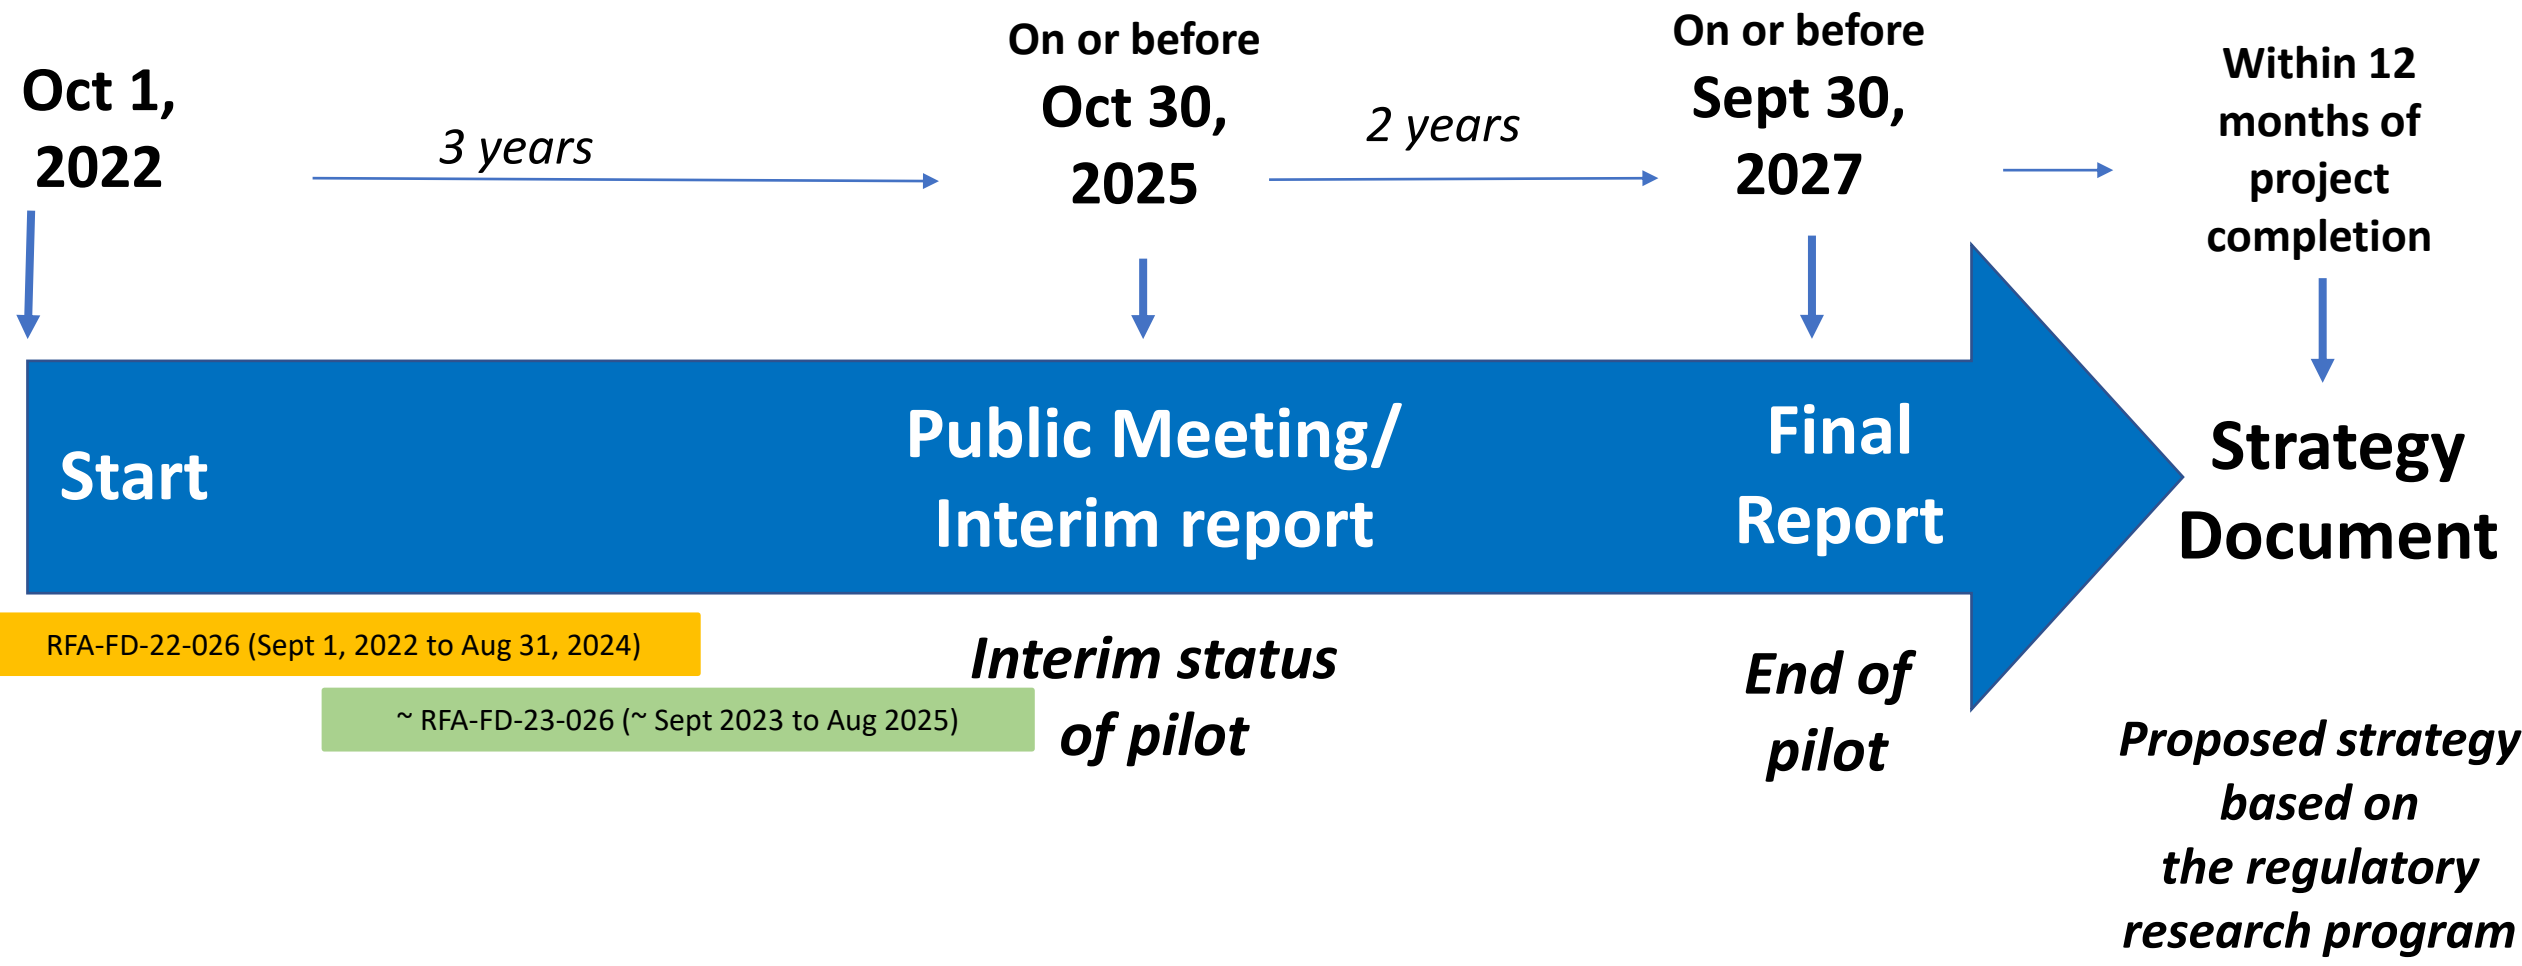 Oct 1,
2022
3 years
On or before
Oct 30,
2025
2 years
On or before
Sept 30,
2027
Within 12
months of
project
completion
Start
Public Meeting/
Interim report
Final
Report
Strategy
Document
RFA-FD-22-026 (Sept 1, 2022 to Aug 31, 2024)
~ RFA-FD-23-026 (~ Sept 2023 to Aug 2025)
Interim status
of pilot
End of
pilot
Proposed strategy
based on
the regulatory
research program